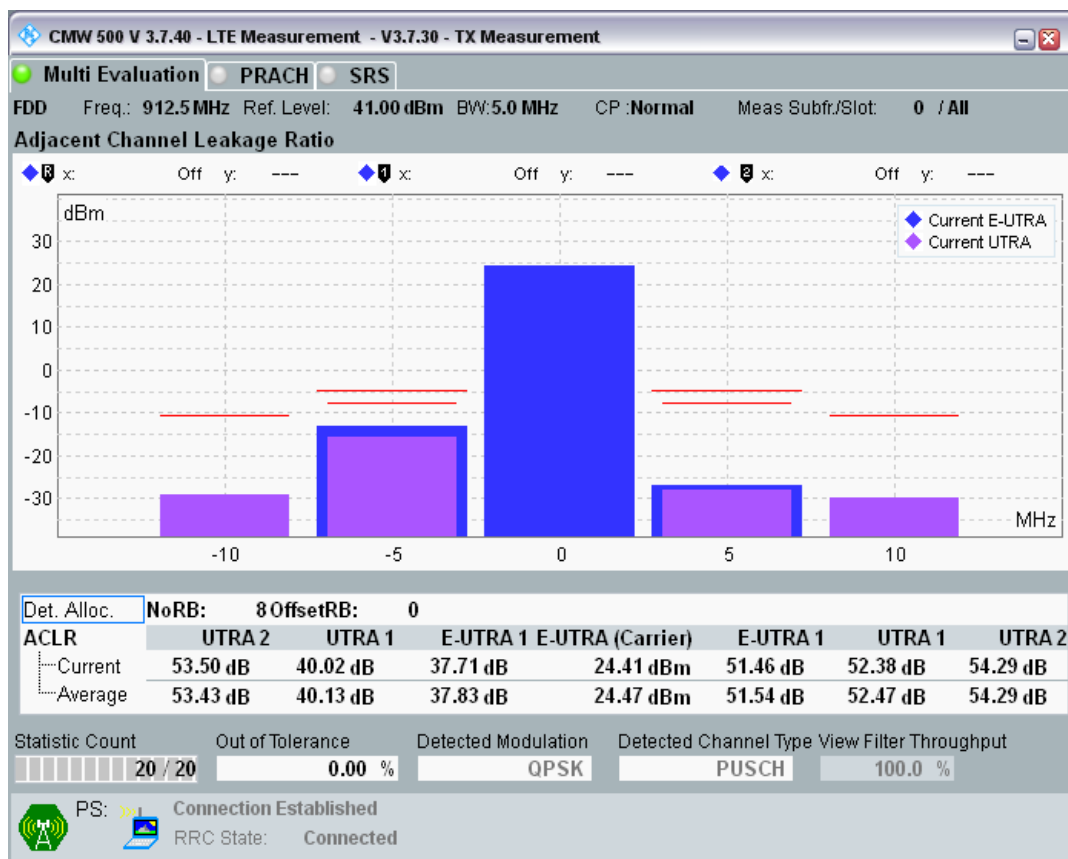 CMW 500 V 3.7.40 - LTE Measurement - V3.7.30 - TX Measurement
Multi Evaluation PRACH SRS
FDD Freq.: 912.5 MHz Ref. Level: 41.00 dBm BW:5.0 MHz CP :Normal Meas Subfr./Slot: 0 / All
Adjacent Channel Leakage Ratio
R x: Off y: --- 1 x: Off y: --- 2 x: Off y: ---
dBm
Current E-UTRA
Current UTRA
30
20
10
0
-10
-20
-30
MHz
-10 -5 0 5 10
Det. Alloc. NoRB: 8 OffsetRB: 0
ACLR UTRA 2 UTRA 1 E-UTRA 1 E-UTRA (Carrier) E-UTRA 1 UTRA 1 UTRA 2
Current 53.50 dB 40.02 dB 37.71 dB 24.41 dBm 51.46 dB 52.38 dB 54.29 dB
Average 53.43 dB 40.13 dB 37.83 dB 24.47 dBm 51.54 dB 52.47 dB 54.29 dB
Statistic Count Out of Tolerance Detected Modulation Detected Channel Type View Filter Throughput
20 / 20 0.00 % QPSK PUSCH 100.0 %
PS: Connection Established
RRC State: Connected